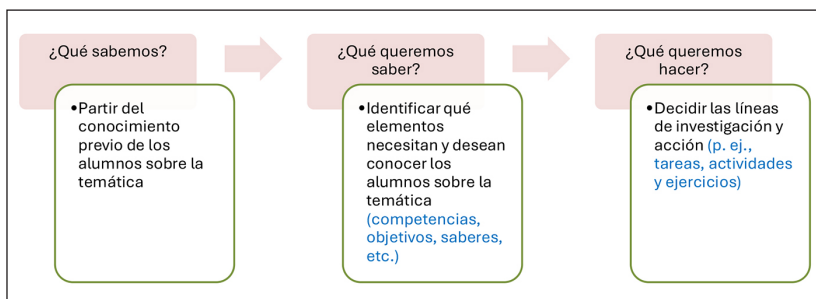 ¿Qué sabemos?
•Partir del
conocimiento
previo de los
alumnos sobre la
temática
¿Qué queremos
saber?
•Identificar qué
elementos
necesitan y desean
conocer los
alumnos sobre la
temática
(competencias,
objetivos, saberes,
etc.)
¿Qué queremos
hacer?
•Decidir las líneas
de investigación y
acción (p. ej.,
tareas, actividades
y ejercicios)